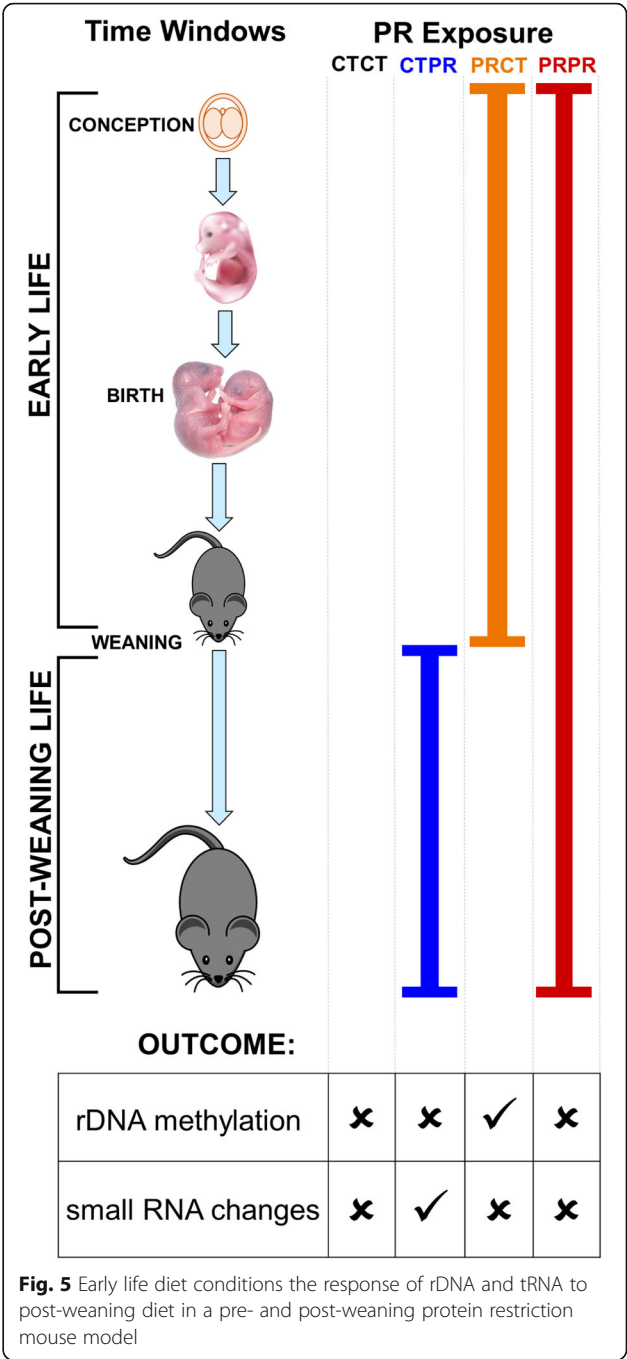 Time Windows
PR Exposure
CTCT CTPR PRCT PRPR
CONCEPTION
EARLY LIFE
BIRTH
WEANING
POST-WEANING LIFE
OUTCOME:
rDNA methylation ✘ ✘ ✓ ✘
small RNA changes ✘ ✓ ✘ ✘
Fig. 5 Early life diet conditions the response of rDNA and tRNA to
post-weaning diet in a pre- and post-weaning protein restriction
mouse model